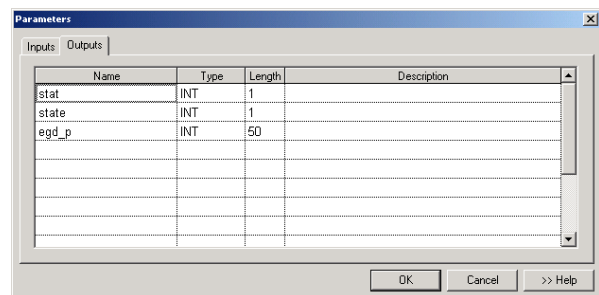 Parameters
Inputs Outputs
Name Type Length Description
stat INT 1
state INT 1
egd_p INT 50
OK Cancel >> Help